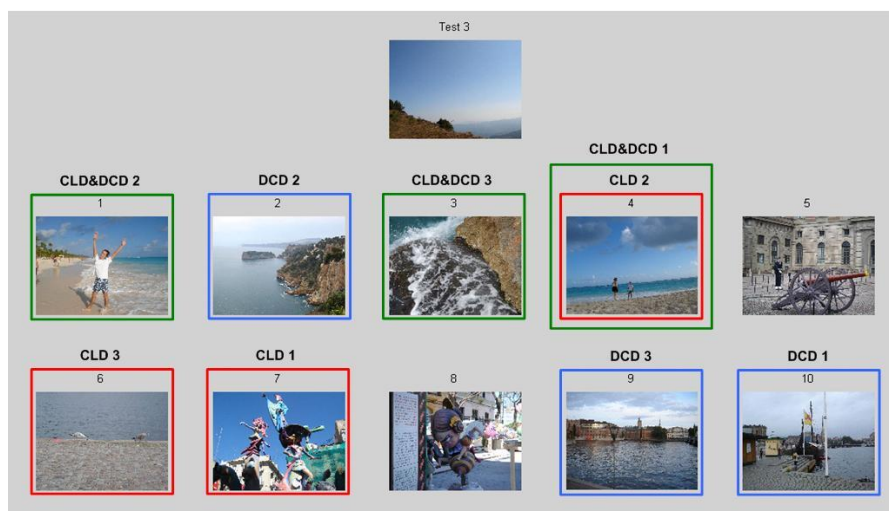 Test 3
CLD&DCD 1
CLD&DCD 2
DCD 2
CLD&DCD 3
CLD 2
1
2
3
4
5
CLD 3
CLD 1
DCD 3
DCD 1
6
7
8
9
10